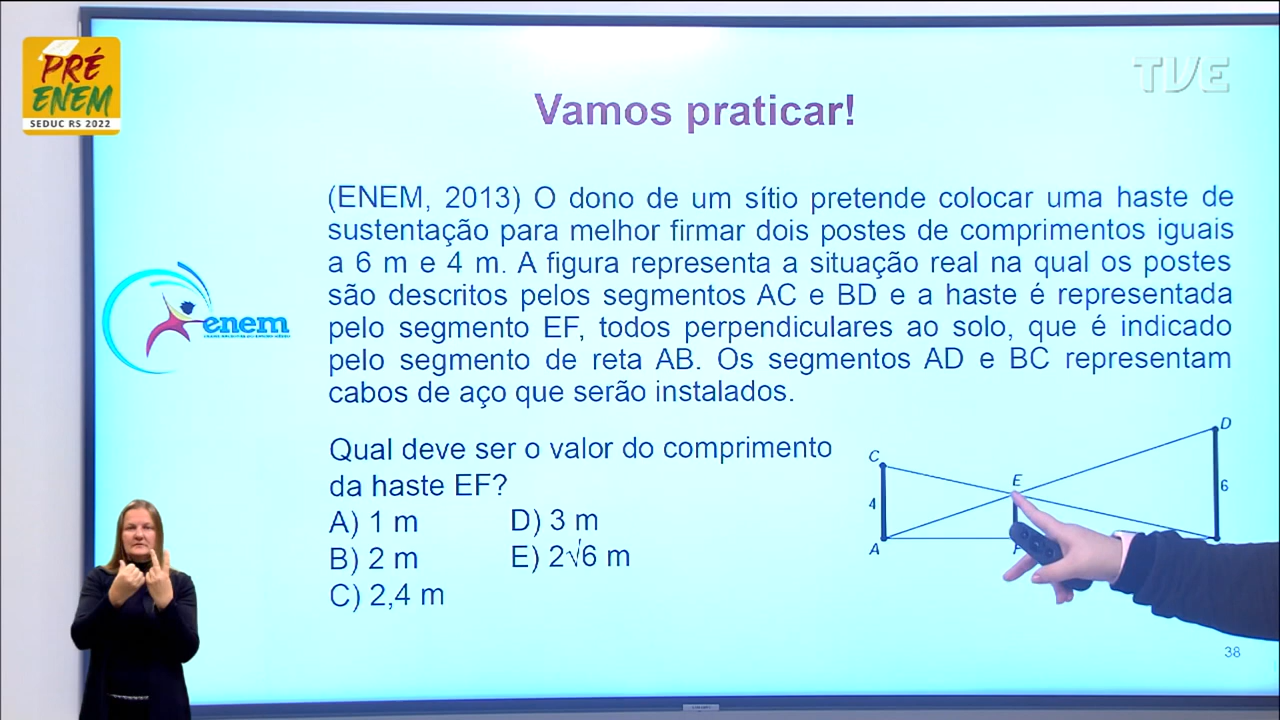 PRÉ
ENEM
SEDUC RS 2022
TVE
Vamos praticar!
(ENEM, 2013) O dono de um sítio pretende colocar uma haste de
sustentação para melhor firmar dois postes de comprimentos iguais
a 6 m e 4 m. A figura representa a situação real na qual os postes
são descritos pelos segmentos AC e BD e a haste é representada
pelo segmento EF, todos perpendiculares ao solo, que é indicado
pelo segmento de reta AB. Os segmentos AD e BC representam
cabos de aço que serão instalados.
enem
Qual deve ser o valor do comprimento
da haste EF?
A) 1 m D) 3 m
B) 2 m E) 2√6 m
C) 2,4 m
D
C
E
6
4
A
38